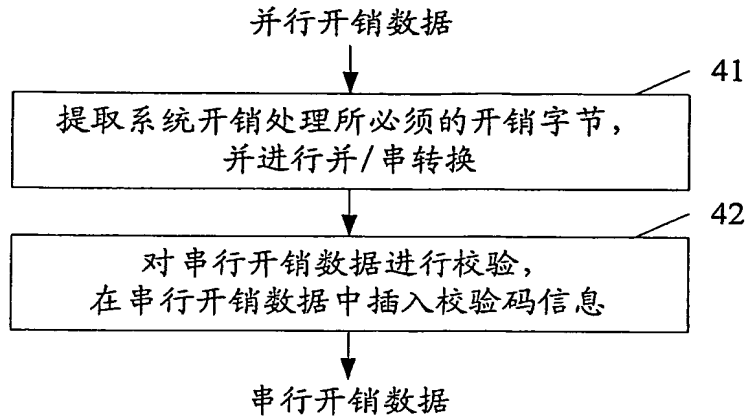 并行开销数据
41
提取系统开销处理所必须的开销字节，
并进行并/串转换
42
对串行开销数据进行校验，
在串行开销数据中插入校验码信息
串行开销数据